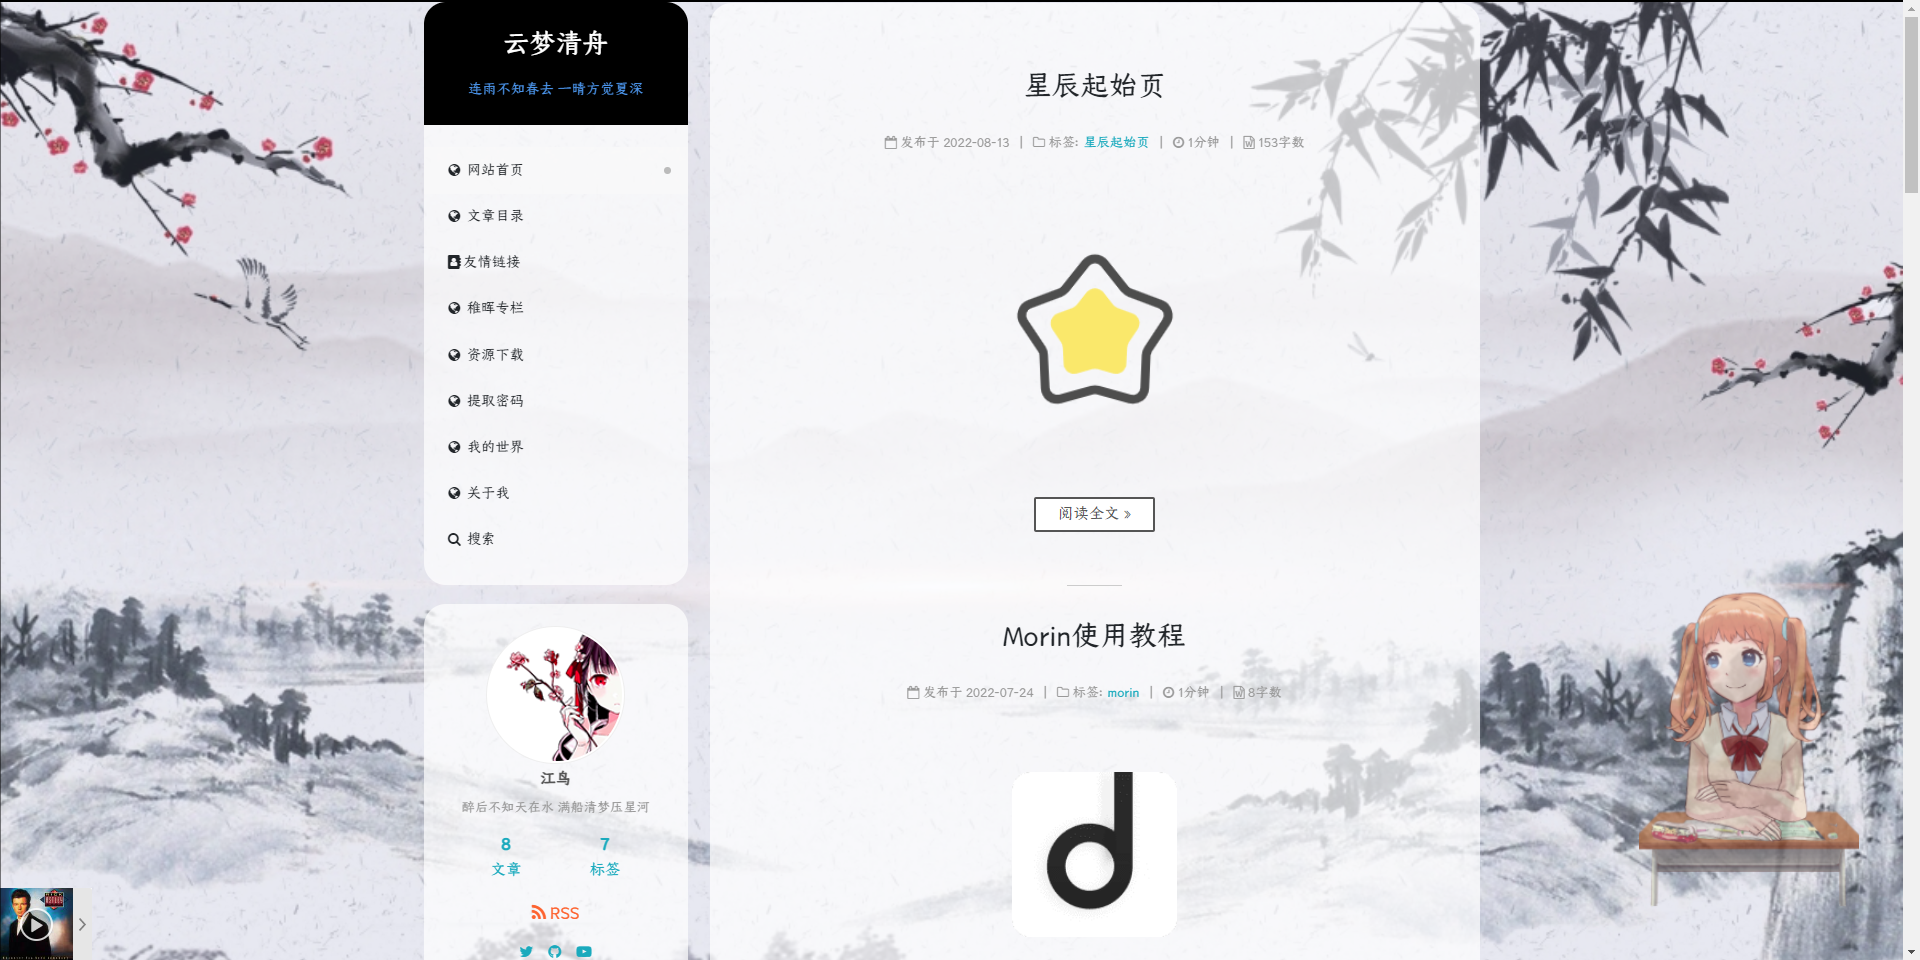 云梦清舟
连雨不知春去 一晴方觉夏深
网站首页
文章目录
友情链接
稚晖专栏
资源下载
提取密码
我的世界
关于我
搜索
江鸟
醉后不知天在水 满船清梦压星河
8 7
文章 标签
RSS
星辰起始页
发布于 2022-08-13 | 标签: 星辰起始页 | 1分钟 | 153字数
阅读全文 »
Morin使用教程
发布于 2022-07-24 | 标签: morin | 1分钟 | 8字数